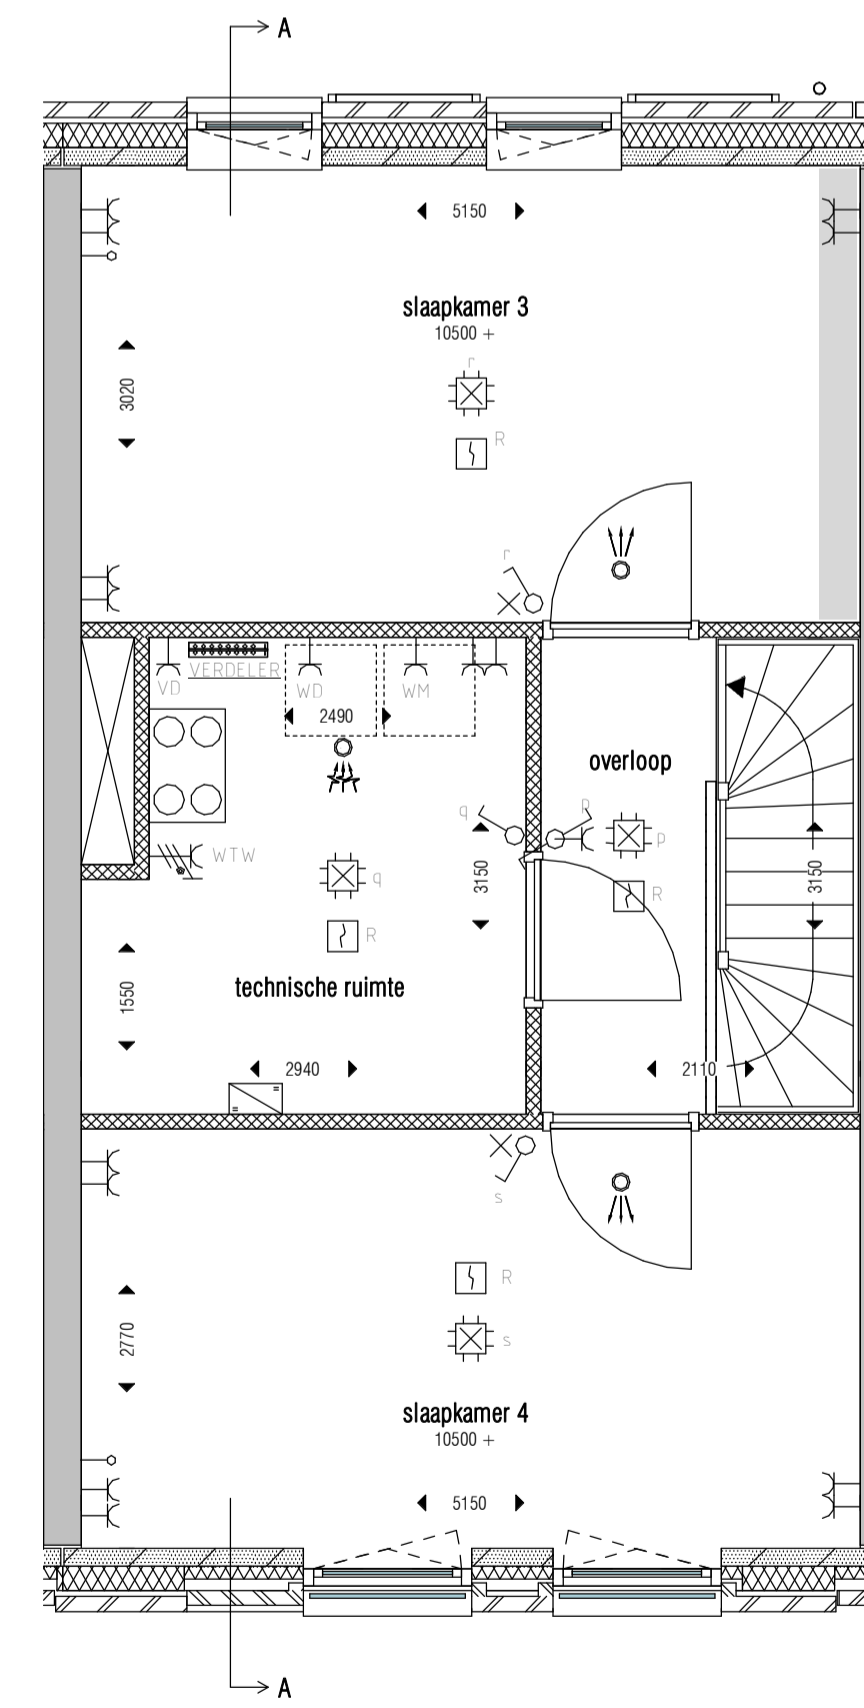 A
5150
slaapkamer 3
10500 +
r
3020
R
r
VD
VERDELER
WD
WM
2490
overloop
q
p
WTW
q
p
3150
3150
R
R
technische ruimte
1550
2940
2110
s
R
2770
s
slaapkamer 4
10500 +
5150
A